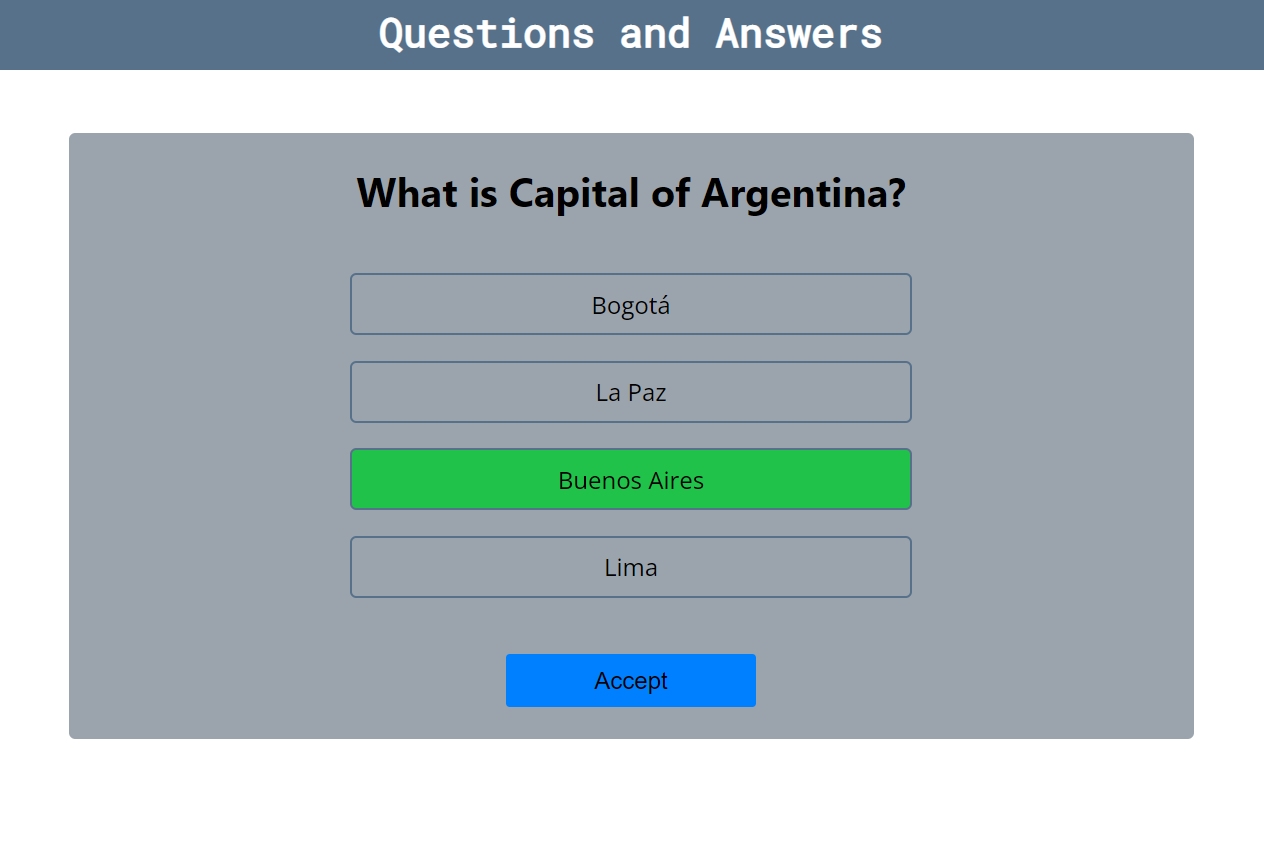 Questions and Answers
What is Capital of Argentina?
Bogotá
La Paz
Buenos Aires
Lima
Accept